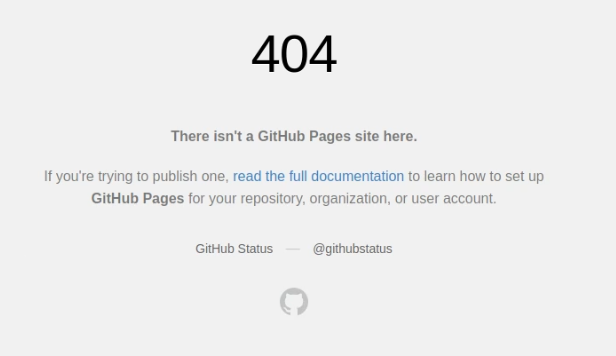 404
There isn't a GitHub Pages site here.
If you're trying to publish one, read the full documentation to learn how to set up
GitHub Pages for your repository, organization, or user account.
GitHub Status — @githubstatus